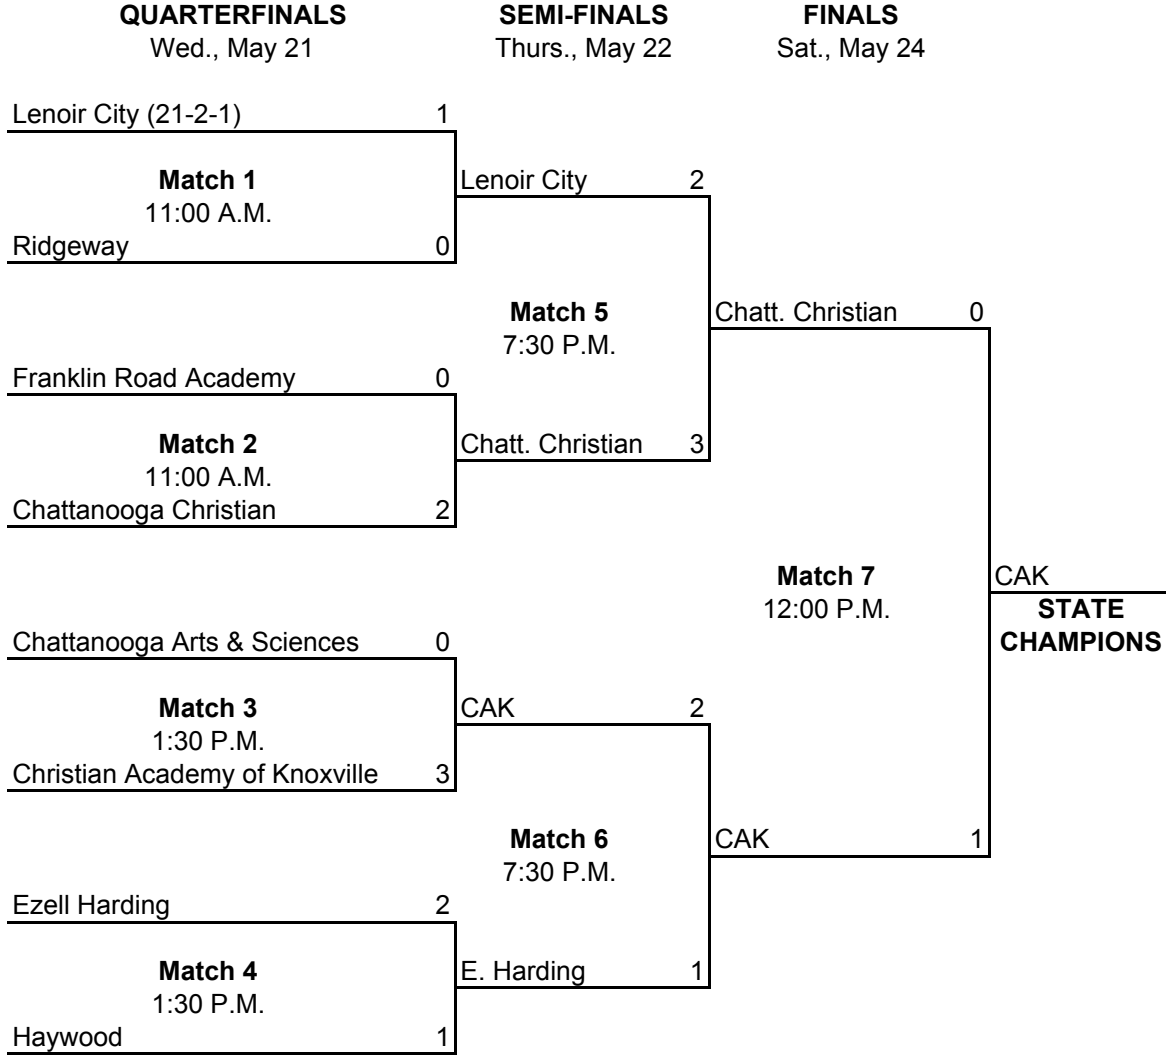 QUARTERFINALS SEMI-FINALS FINALS
Wed., May 21 Thurs., May 22 Sat., May 24
Lenoir City (21-2-1) 1
Match 1 Lenoir City 2
11:00 A.M.
Ridgeway 0
Match 5 Chatt. Christian 0
7:30 P.M.
Franklin Road Academy 0
Match 2 Chatt. Christian 3
11:00 A.M.
Chattanooga Christian 2
Match 7 CAK
12:00 P.M. STATE
Chattanooga Arts & Sciences 0 CHAMPIONS
Match 3 CAK 2
1:30 P.M.
Christian Academy of Knoxville 3
Match 6 CAK 1
7:30 P.M.
Ezell Harding 2
Match 4 E. Harding 1
1:30 P.M.
Haywood 1